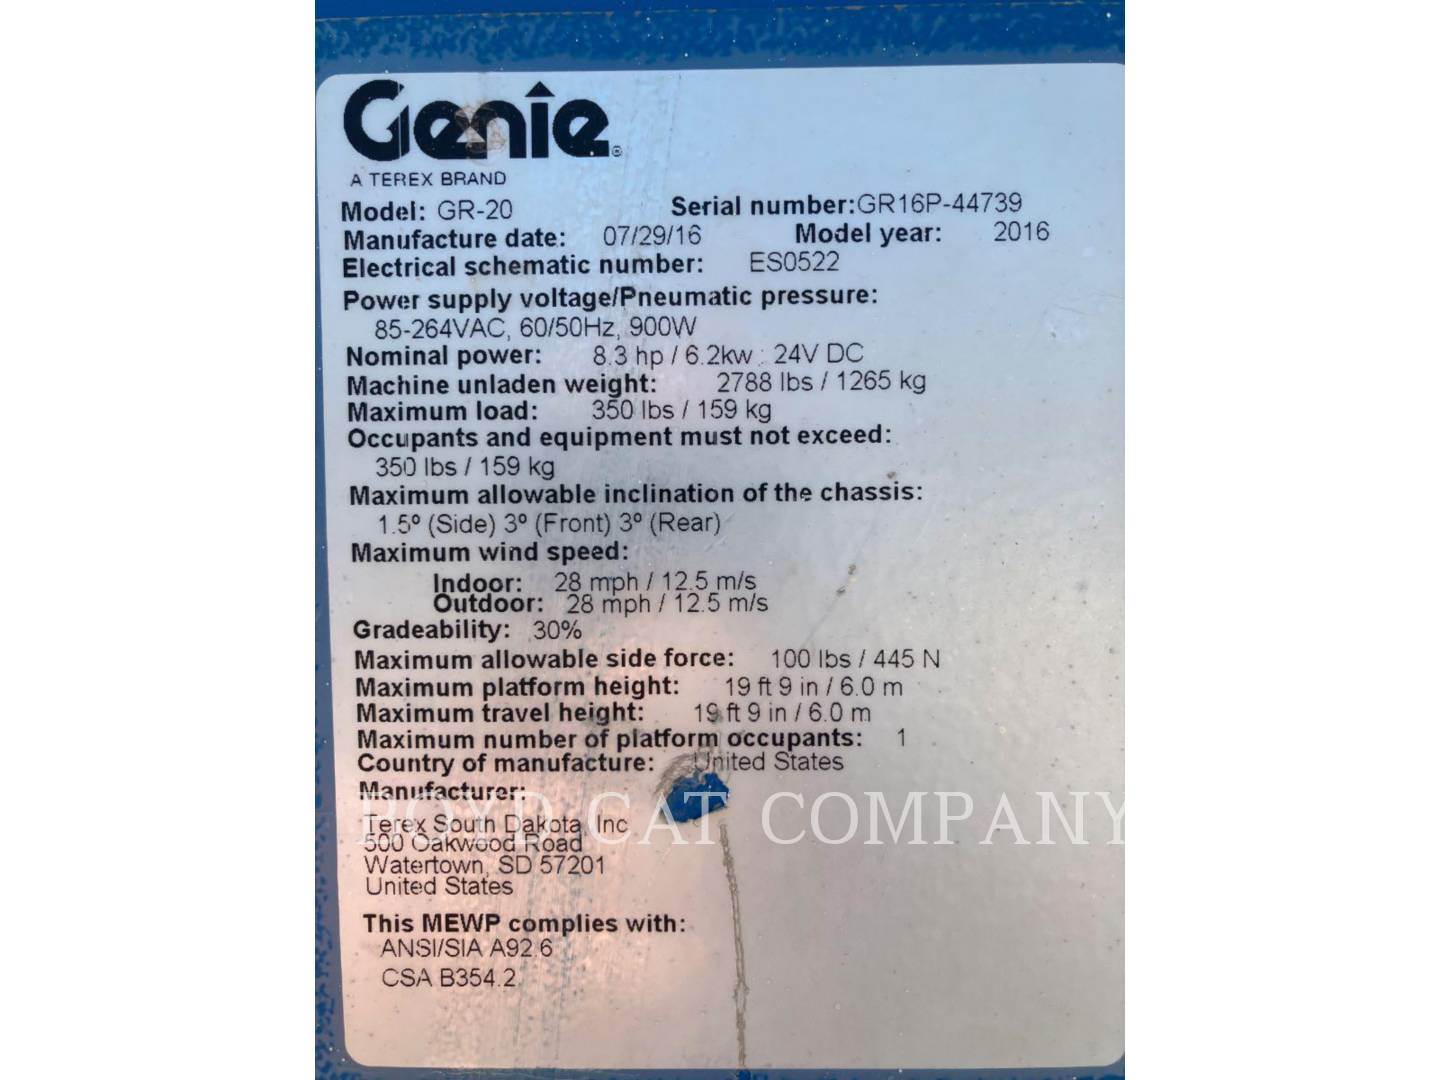 Genie®
A TEREX BRAND
Model: GR-20 Serial number:GR16P-44739
Manufacture date: 07/29/16 Model year: 2016
Electrical schematic number: ES0522
Power supply voltage/Pneumatic pressure:
85-264VAC, 60/50Hz, 900W
Nominal power: 8.3 hp / 6.2kw : 24V DC
Machine unladen weight: 2788 lbs / 1265 kg
Maximum load: 350 lbs / 159 kg
Occupants and equipment must not exceed:
350 lbs / 159 kg
Maximum allowable inclination of the chassis:
1.5º (Side) 3º (Front) 3º (Rear)
Maximum wind speed:
Indoor: 28 mph / 12.5 m/s
Outdoor: 28 mph / 12.5 m/s
Gradeability: 30%
Maximum allowable side force: 100 lbs / 445 N
Maximum platform height: 19 ft 9 in / 6.0 m
Maximum travel height: 19 ft 9 in / 6.0 m
Maximum number of platform occupants: 1
Country of manufacture: United States
Manufacturer:
BOYD CAT COMPANY
Terex South Dakota, Inc
500 Oakwood Road
Watertown, SD 57201
United States
This MEWP complies with:
ANSI/SIA A92.6
CSA B354.2